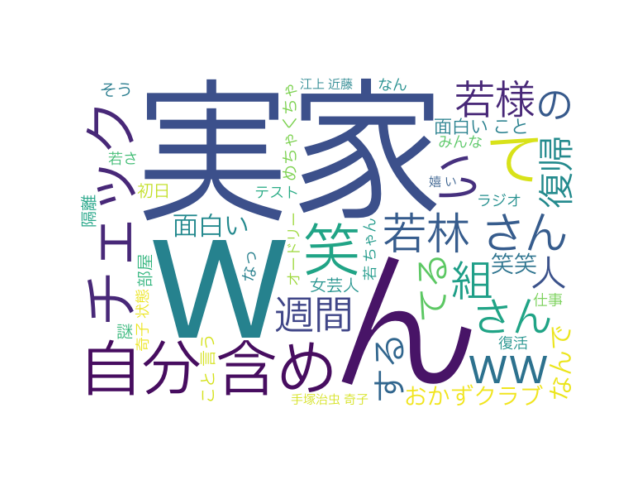 実家
ん
w
チェック
自分 含め
若林 さん
若様
の
て
い
復帰
笑
組
週間
さん
人
ww
てる
する
面白い
面白い こと
みんな
めちゃくちゃ
江上 近藤
なん
そう
若さ
初日
隔離
テスト
嬉い
ラジオ
オードリー
なっ
若ちゃん
女芸人
笑笑
部屋
謎
奇子 状態
こと 言う
仕事
復活
なんで
おかずクラブ
手塚治虫 奇子